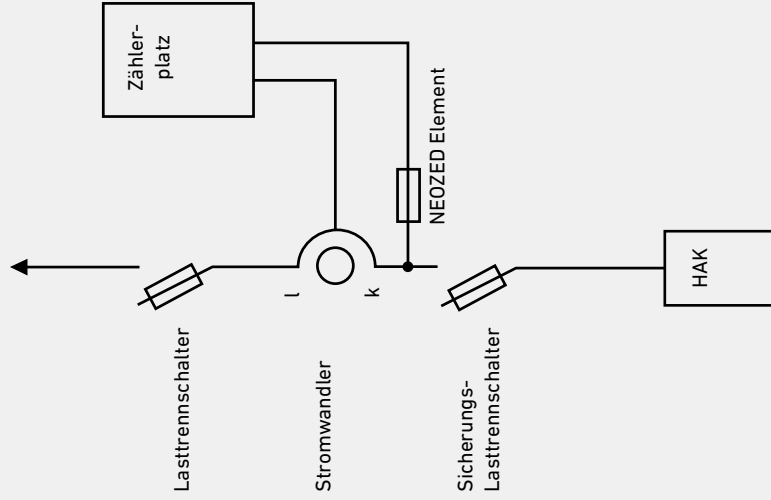 Zähler-
platz
NEOZED Element
l
k
HAK
Lasttrennschalter
Stromwandler
Sicherungs-
Lasttrennschalter